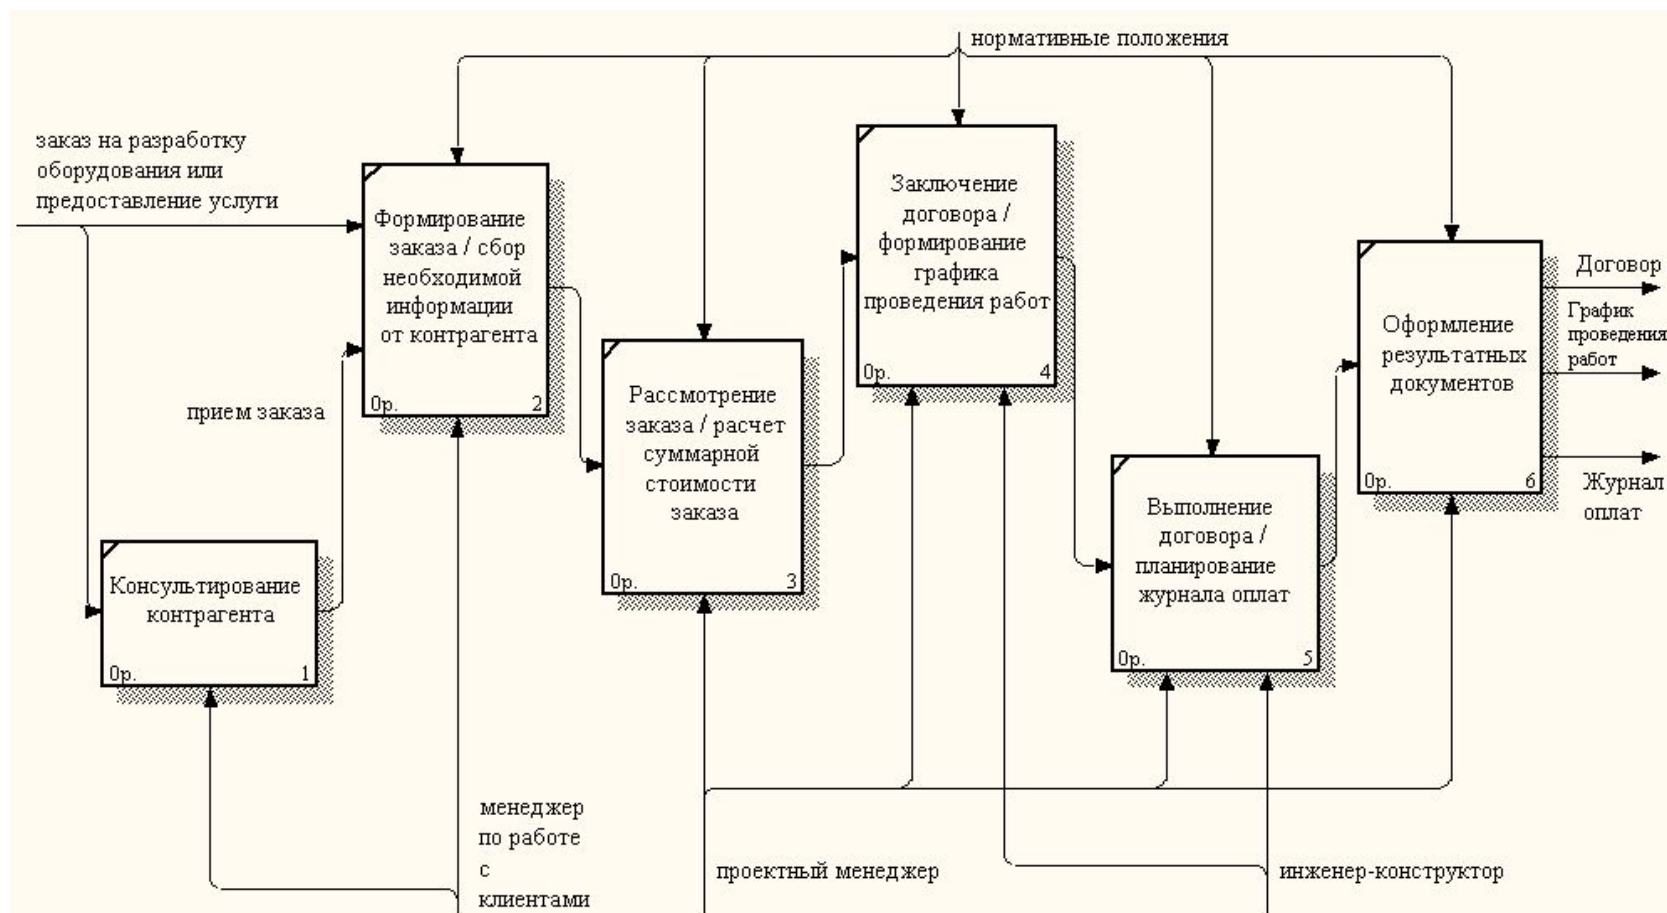 нормативные положения
заказ на разработку
оборудования или
предоставление услуги
Формирование
заказа / сбор
необходимой
информации
от контрагента
0р. 2
прием заказа
Консультирование
контрагента
0р. 1
Рассмотрение
заказа / расчет
суммарной
стоимости
заказа
0р. 3
Заключение
договора /
формирование
графика
проведения работ
0р. 4
Выполнение
договора /
планирование
журнала оплат
0р. 5
Оформление
результатных
документов
0р. 6
Договор
График
проведения
работ
Журнал
оплат
менеджер
по работе
с
клиентами
проектный менеджер
инженер-конструктор